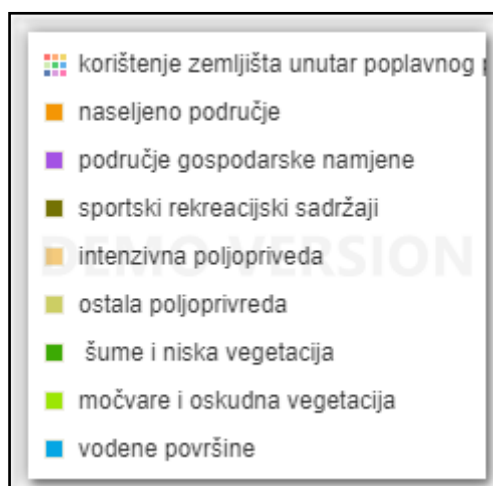 korištenje zemljišta unutar poplavnog
naseljeno područje
područje gospodarske namjene
sportski rekreacijski sadržaji
intenzivna poljopriveda
DEMO VERSION
ostala poljoprivreda
šume i niska vegetacija
močvare i oskudna vegetacija
vodene površine